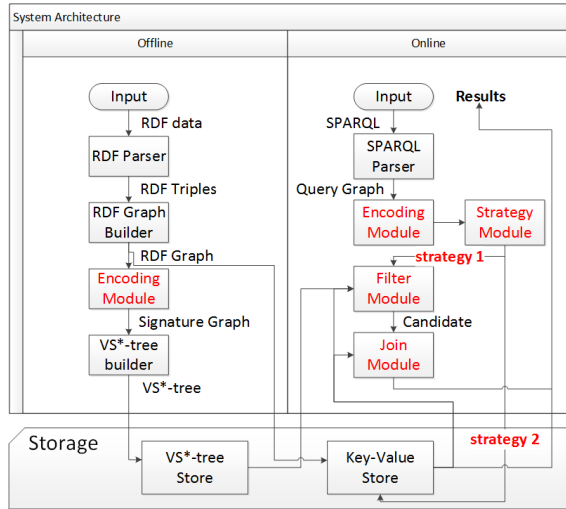 System Architecture
Offline
Online
Input
RDF data
RDF Parser
RDF Triples
RDF Graph
Builder
RDF Graph
Encoding
Module
Signature Graph
VS*-tree
builder
VS*-tree
Input
Results
SPARQL
SPARQL
Parser
Query Graph
Encoding
Module
Strategy
Module
strategy 1
Filter
Module
Candidate
Join
Module
Storage
strategy 2
VS*-tree
Store
Key-Value
Store